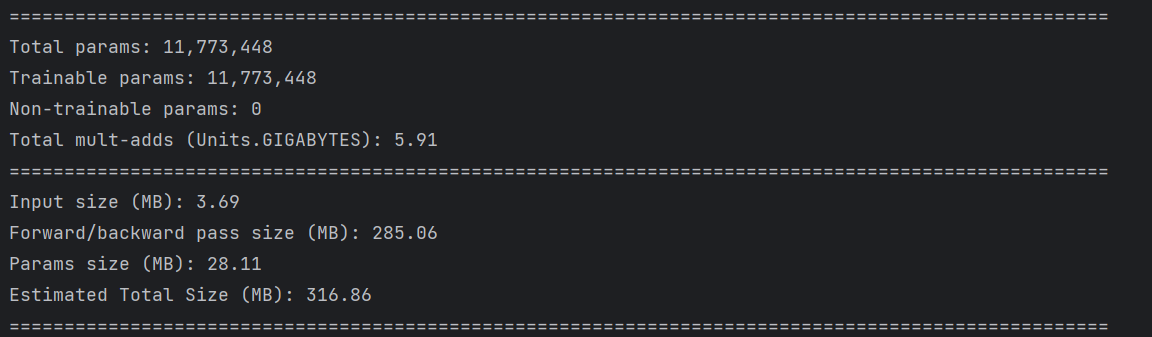 ====================================================================================================
Total params: 11,773,448
Trainable params: 11,773,448
Non-trainable params: 0
Total mult-adds (Units.GIGABYTES): 5.91
====================================================================================================
Input size (MB): 3.69
Forward/backward pass size (MB): 285.06
Params size (MB): 28.11
Estimated Total Size (MB): 316.86
====================================================================================================